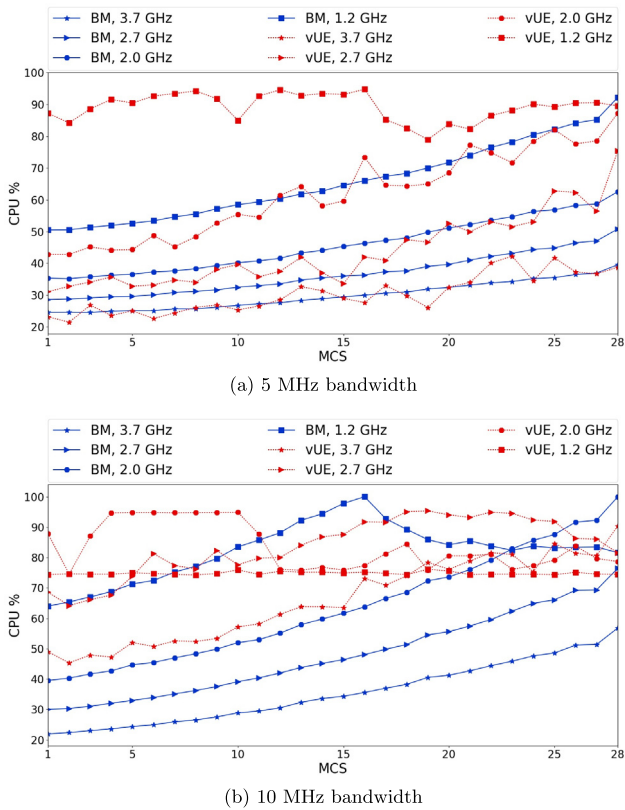 BM, 3.7 GHz BM, 1.2 GHz vUE, 2.0 GHz
BM, 2.7 GHz vUE, 3.7 GHz vUE, 1.2 GHz
BM, 2.0 GHz vUE, 2.7 GHz
100
90
80
70
60
50
40
30
20
CPU %
1 5 10 15 20 25 28
MCS
(a) 5 MHz bandwidth
BM, 3.7 GHz BM, 1.2 GHz vUE, 2.0 GHz
BM, 2.7 GHz vUE, 3.7 GHz vUE, 1.2 GHz
BM, 2.0 GHz vUE, 2.7 GHz
100
90
80
70
60
50
40
30
20
CPU %
1 5 10 15 20 25 28
MCS
(b) 10 MHz bandwidth